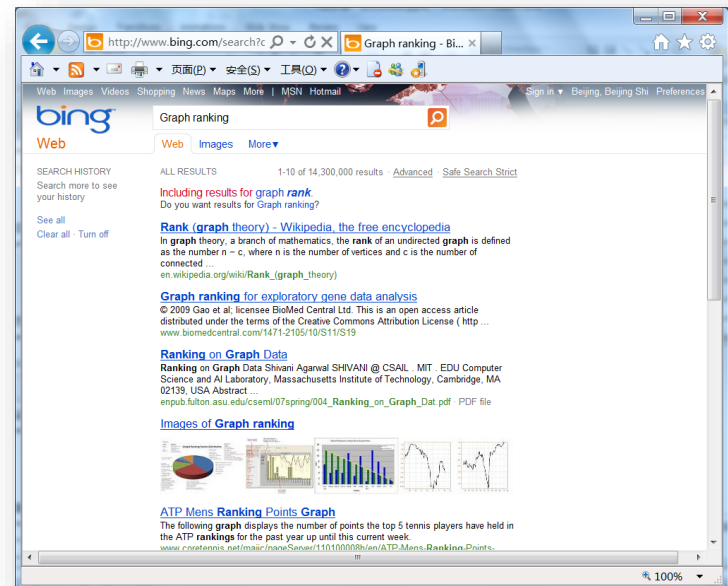 http://www.bing.com/search?c
Graph ranking - Bi...
页面(P)
安全(S)
工具(O)
Web Images Videos Shopping News Maps More | MSN Hotmail
Sign in Beijing, Beijing Shi Preferences
bing
Graph ranking
Web
Web Images More
SEARCH HISTORY
Search more to see
your history
See all
Clear all · Turn off
ALL RESULTS
1-10 of 14,300,000 results · Advanced · Safe Search Strict
Including results for graph rank.
Do you want results for Graph ranking?
Rank (graph theory) - Wikipedia, the free encyclopedia
In graph theory, a branch of mathematics, the rank of an undirected graph is defined
as the number n − c, where n is the number of vertices and c is the number of
connected ...
en.wikipedia.org/wiki/Rank_(graph_theory)
Graph ranking for exploratory gene data analysis
© 2009 Gao et al; licensee BioMed Central Ltd. This is an open access article
distributed under the terms of the Creative Commons Attribution License ( http ...
www.biomedcentral.com/1471-2105/10/S11/S19
Ranking on Graph Data
Ranking on Graph Data Shivani Agarwal SHIVANI @ CSAIL . MIT . EDU Computer
Science and AI Laboratory, Massachusetts Institute of Technology, Cambridge, MA
02139, USA Abstract ...
enpub.fulton.asu.edu/cseml/07spring/004_Ranking_on_Graph_Dat.pdf · PDF file
Images of Graph ranking
ATP Mens Ranking Points Graph
The following graph displays the number of points the top 5 tennis players have held in
the ATP rankings for the past year up until this current week.
www.coretennis.net/majic/pageServer/110100008h/en/ATP-Mens-Ranking-Points-
100%